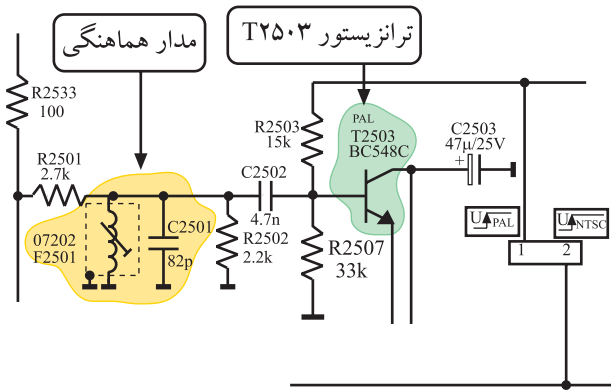 مدار هماهنگی
ترانزیستور T۲۵۰۳
R2533
100
R2501
2.7k
07202
F2501
C2501
82p
R2502
2.2k
C2502
4.7n
R2503
15k
R2507
33k
PAL
T2503
BC548C
C2503
47µ/25V
+
U PAL
U NTSC
1 2